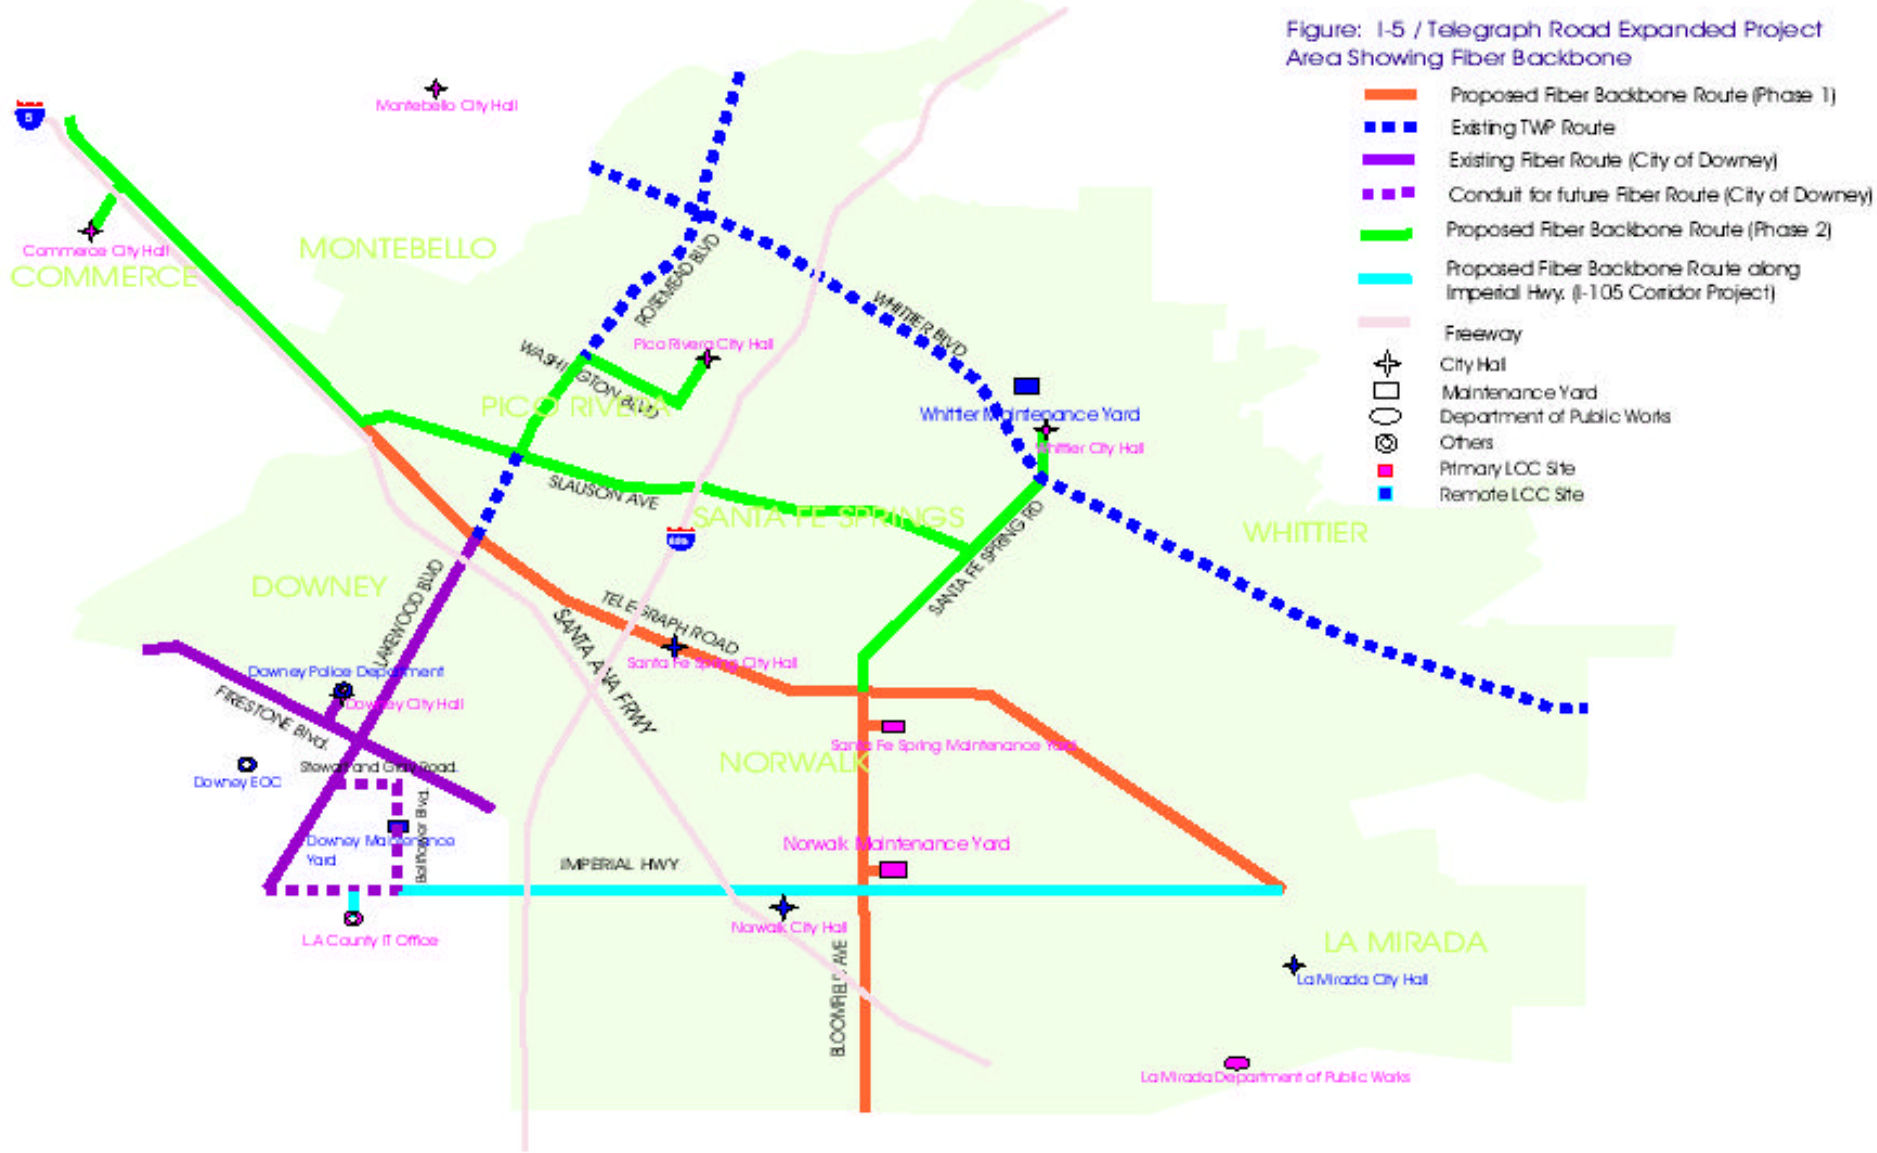 Figure: I-5 / Telegraph Road Expanded Project
Area Showing Fiber Backbone
Proposed Fiber Backbone Route (Phase 1)
Existing TWP Route
Existing Fiber Route (City of Downey)
Conduit for future Fiber Route (City of Downey)
Proposed Fiber Backbone Route (Phase 2)
Proposed Fiber Backbone Route along
Imperial Hwy. (I-105 Corridor Project)
Freeway
City Hall
Maintenance Yard
Department of Public Works
Others
Primary LCC Site
Remote LCC Site
Montebello City Hall
5
Commerce City Hall
COMMERCE
MONTEBELLO
ROSEMEAD BLVD
WHITTIER BLVD
Pico Rivera City Hall
WASHINGTON BLVD
PICO RIVERA
Whittier Maintenance Yard
Whittier City Hall
SLAUSON AVE
SANTA FE SPRINGS
WHITTIER
SANTA FE SPRING RD
DOWNEY
LAKEWOOD BLVD
TELEGRAPH ROAD
SANTA ANA FRWY
Santa Fe Spring City Hall
Downey Police Department
Downey City Hall
FIRESTONE Blvd.
Santa Fe Spring Maintenance Yard
NORWALK
Stewart and Gray Road.
Downey EOC
Bellflower Blvd.
Downey Maintenance
Yard
IMPERIAL HWY
Norwalk Maintenance Yard
L.A County IT Office
Norwalk City Hall
BLOOMFIELD AVE
LA MIRADA
La Mirada City Hall
La Mirada Department of Public Works